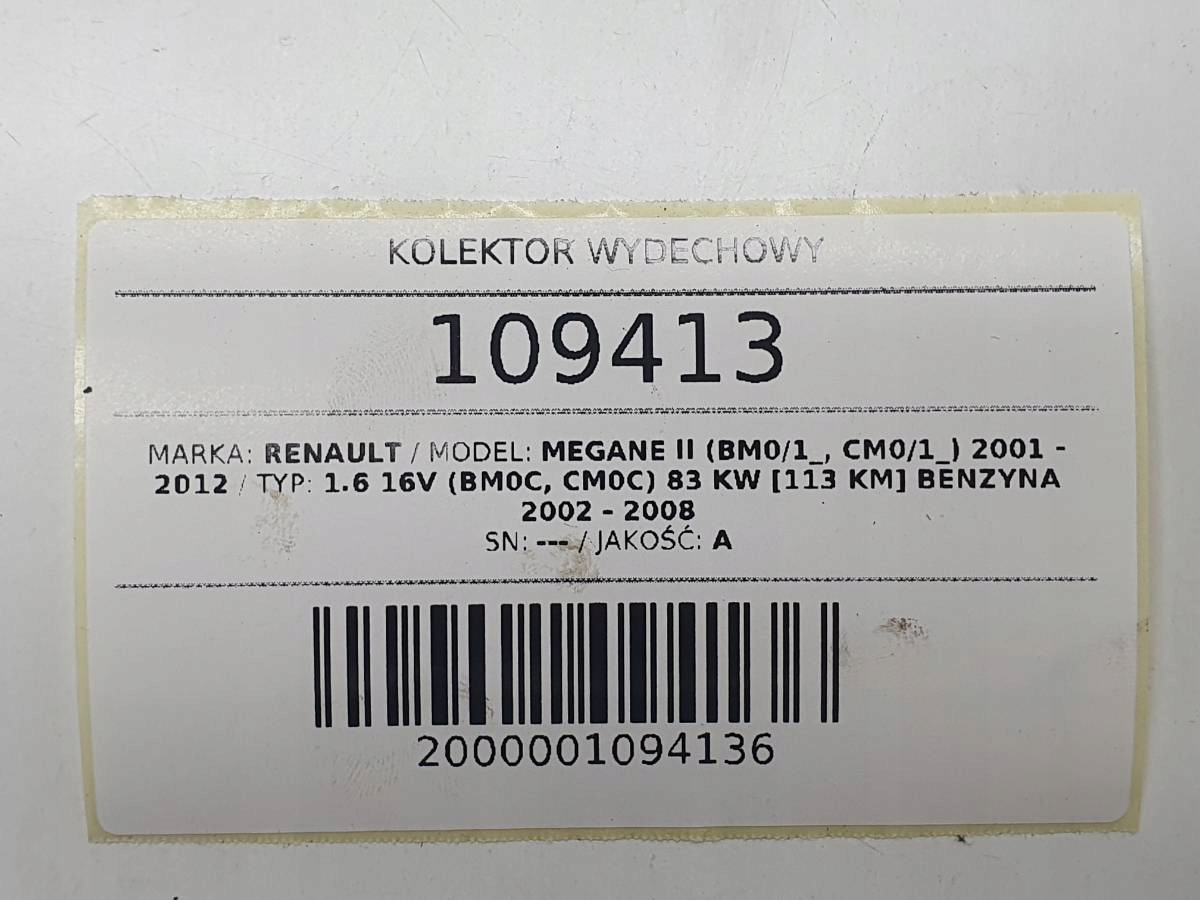 KOLEKTOR WYDECHOWY
109413
MARKA: RENAULT / MODEL: MEGANE II (BM0/1_, CM0/1_) 2001 -
2012 / TYP: 1.6 16V (BM0C, CM0C) 83 KW [113 KM] BENZYNA
2002 - 2008
SN: --- / JAKOŚĆ: A
2000001094136